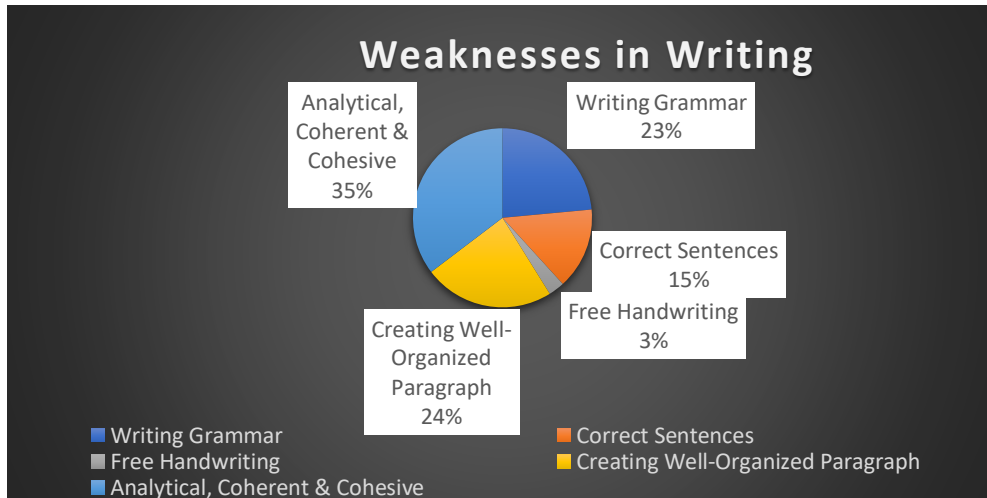 Weaknesses in Writing
Analytical,
Coherent &
Cohesive
35%
Writing Grammar
23%
Correct Sentences
15%
Free Handwriting
3%
Creating Well-
Organized
Paragraph
24%
Writing Grammar
Correct Sentences
Free Handwriting
Creating Well-Organized Paragraph
Analytical, Coherent & Cohesive